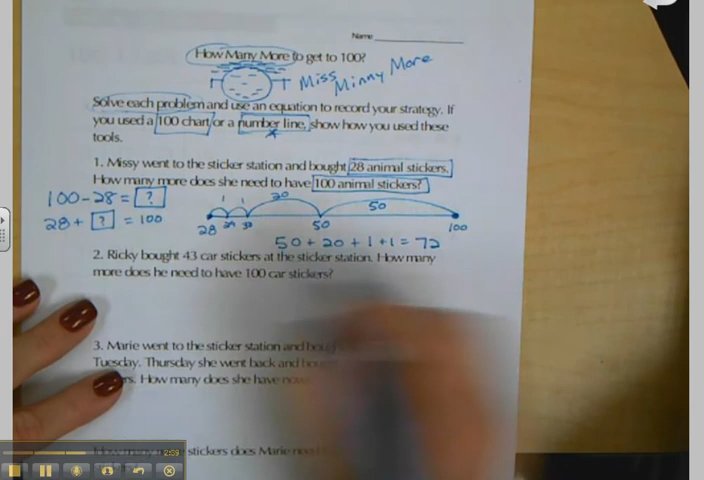 Name
How Many More to get to 100?
Miss Minny More
Solve each problem and use an equation to record your strategy. If
you used a 100 chart or a number line, show how you used these
tools.
1. Missy went to the sticker station and bought 28 animal stickers.
How many more does she need to have 100 animal stickers?
100-28= ?
28 + ? = 100
1 1 20 50
28 29 30 50 100
50 + 20 + 1 + 1 = 72
2. Ricky bought 43 car stickers at the sticker station. How many
more does he need to have 100 car stickers?
3. Marie went to the sticker station and
Tuesday. Thursday she went back and
How many does she have
stickers does Marie
2:09